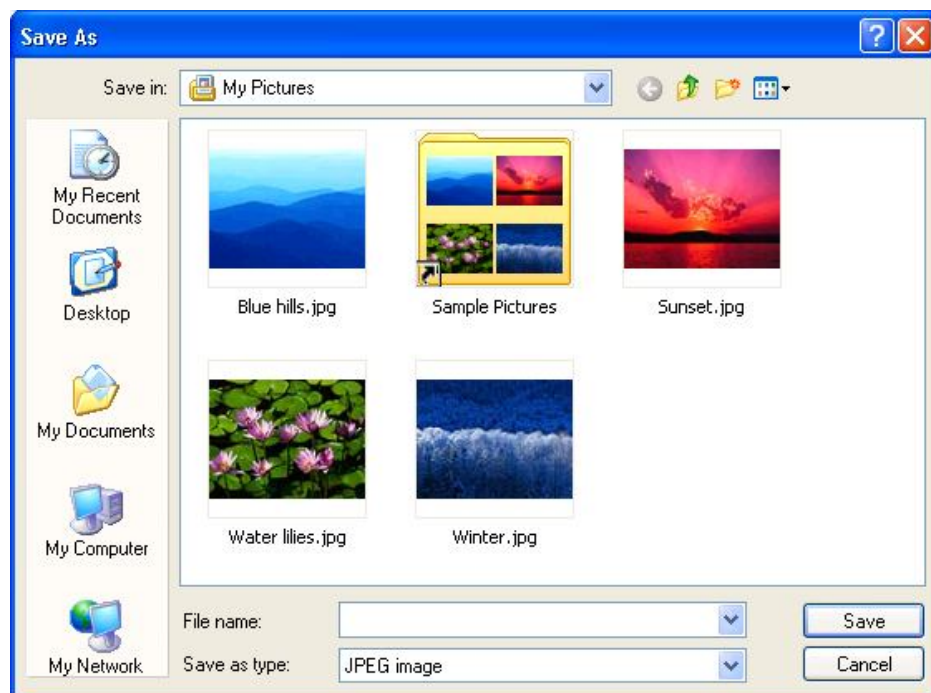 Save As
Save in:
My Pictures
My Recent
Documents
Desktop
My Documents
My Computer
My Network
Blue hills.jpg
Sample Pictures
Sunset.jpg
Water lilies.jpg
Winter.jpg
File name:
Save
Save as type:
JPEG image
Cancel